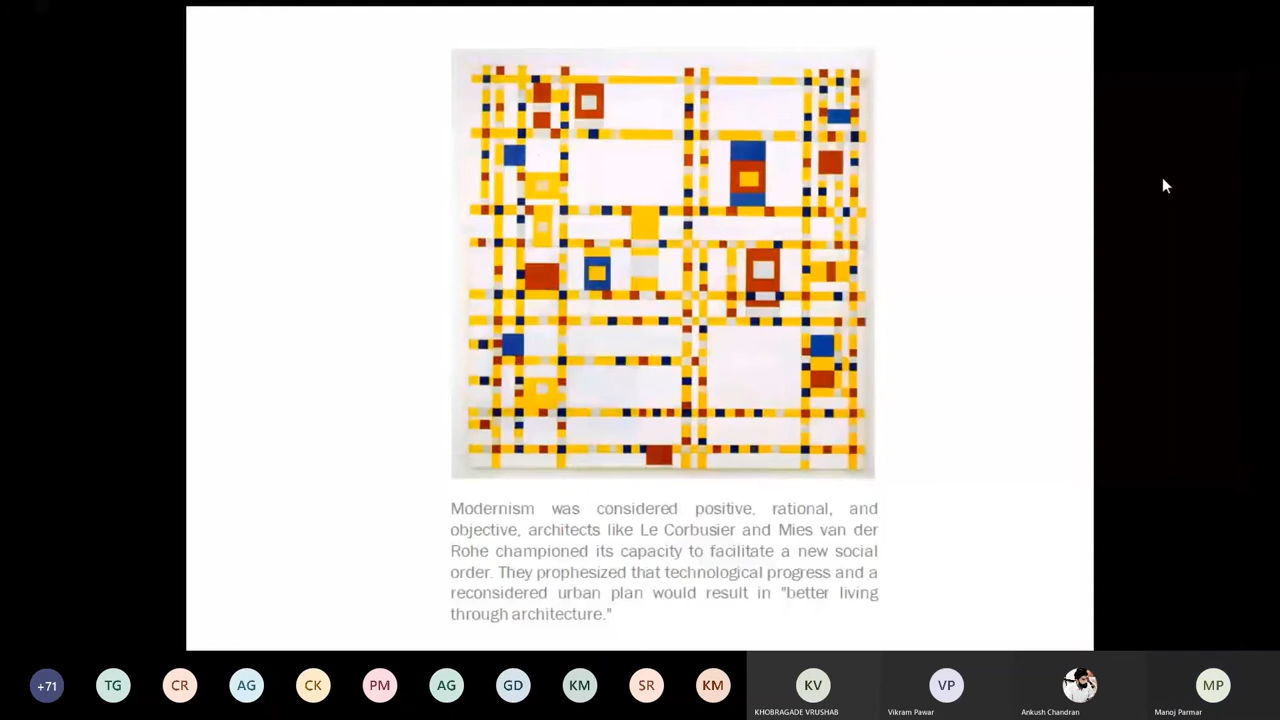 Modernism was considered positive, rational, and
objective, architects like Le Corbusier and Mies van der
Rohe championed its capacity to facilitate a new social
order. They prophesized that technological progress and a
reconsidered urban plan would result in "better living
through architecture."
+71 TG CR AG CK PM AG GD KM SR KM KV VP MP
KHOBRAGADE VRUSHAB Vikram Pawar Ankush Chandran Manoj Parmar